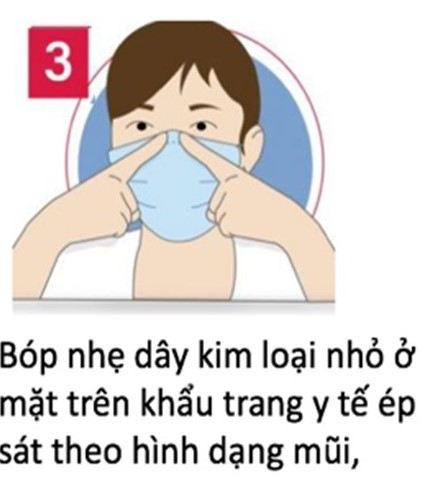 3
Bóp nhẹ dây kim loại nhỏ ở
mặt trên khẩu trang y tế ép
sát theo hình dạng mũi,